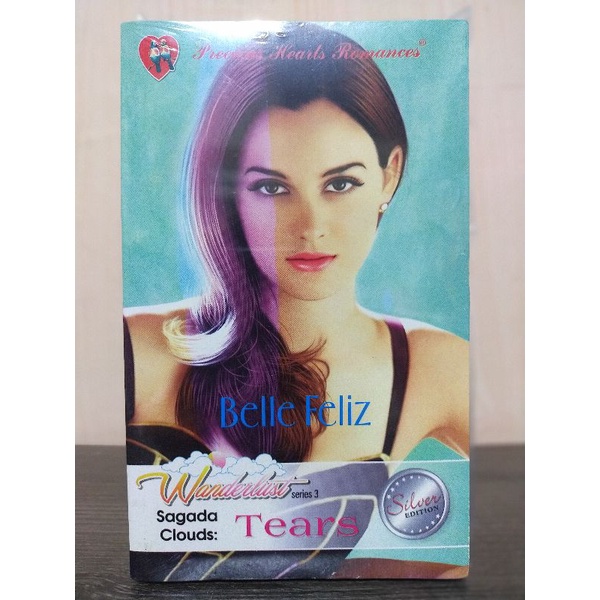 Precious Hearts Romances®
Belle Feliz
Wanderlust series 3
Silver
EDITION
Sagada
Clouds: Tears